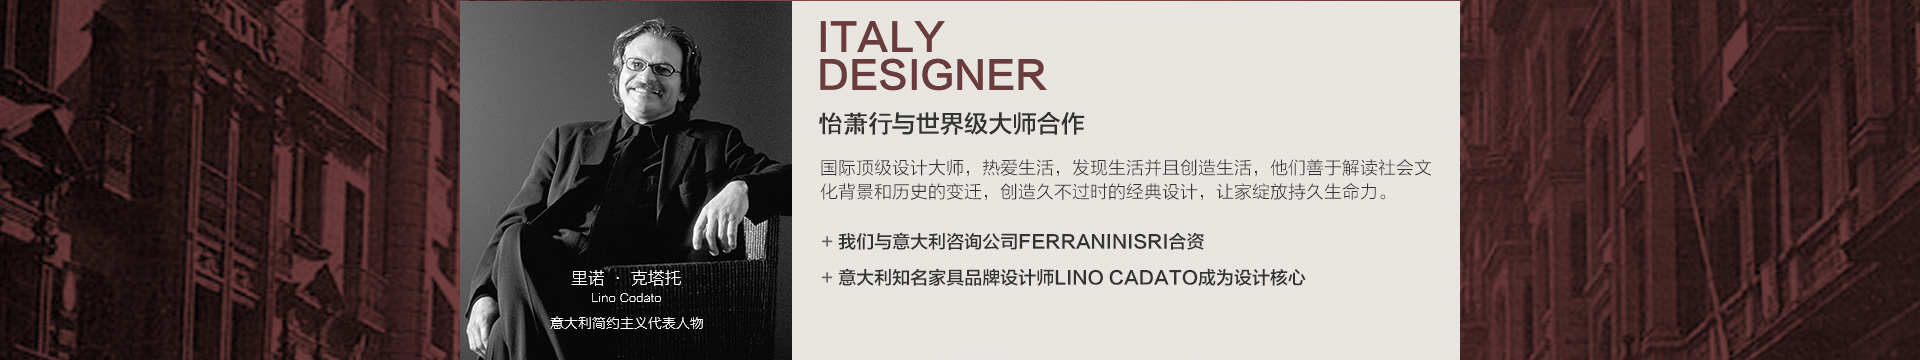 ITALY
DESIGNER
怡萧行与世界级大师合作
国际顶级设计大师，热爱生活，发现生活并且创造生活，他们善于解读社会文
化背景和历史的变迁，创造久不过时的经典设计，让家绽放持久生命力。
+ 我们与意大利咨询公司FERRANINISRI合资
+ 意大利知名家具品牌设计师LINO CADATO成为设计核心
里诺 · 克塔托
Lino Codato
意大利简约主义代表人物